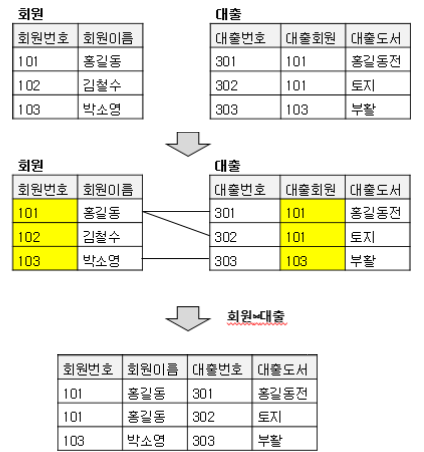 회원 대출
회원번호 회원이름 대출번호 대출회원 대출도서
101 홍길동 301 101 홍길동전
102 김철수 302 101 토지
103 박소영 303 103 부활
회원 대출
회원번호 회원이름 대출번호 대출회원 대출도서
101 홍길동 301 101 홍길동전
102 김철수 302 101 토지
103 박소영 303 103 부활
회원⋈대출
회원번호 회원이름 대출번호 대출도서
101 홍길동 301 홍길동전
101 홍길동 302 토지
103 박소영 303 부활